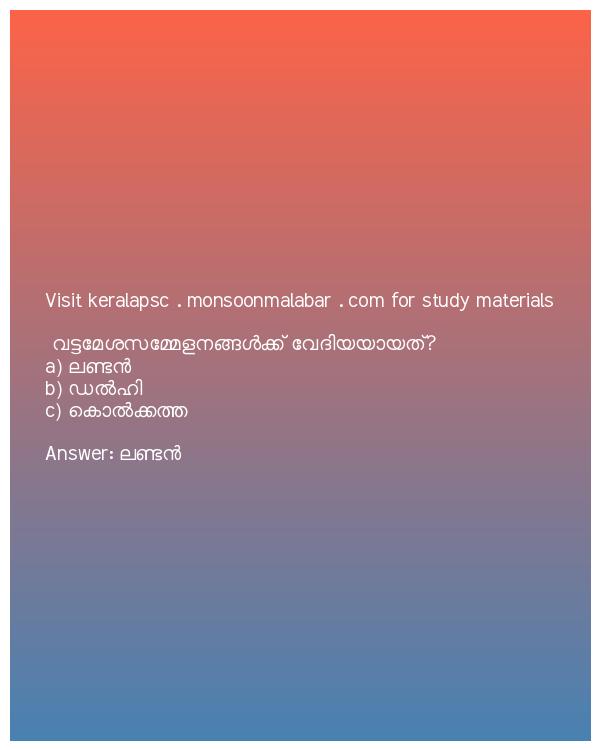 Visit keralapsc . monsoonmalabar . com for study materials
വട്ടമേശസമ്മേളനങ്ങൾക്ക് വേദിയയായത്?
a) ലണ്ടൻ
b) ഡൽഹി
c) കൊൽക്കത്ത
Answer: ലണ്ടൻ